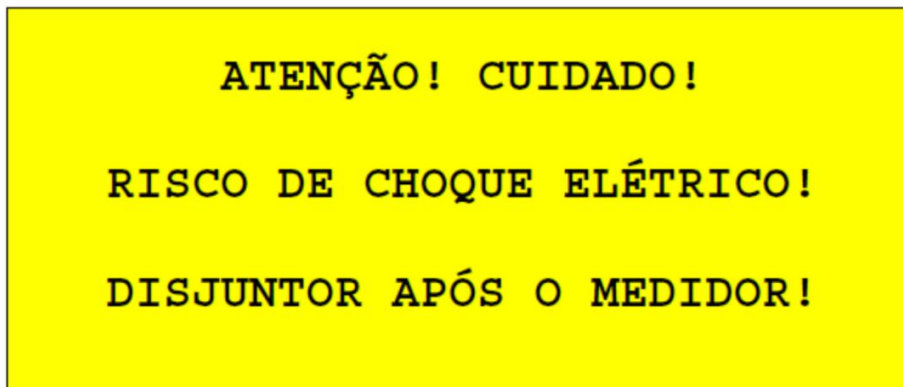 ATENÇÃO! CUIDADO!
RISCO DE CHOQUE ELÉTRICO!
DISJUNTOR APÓS O MEDIDOR!